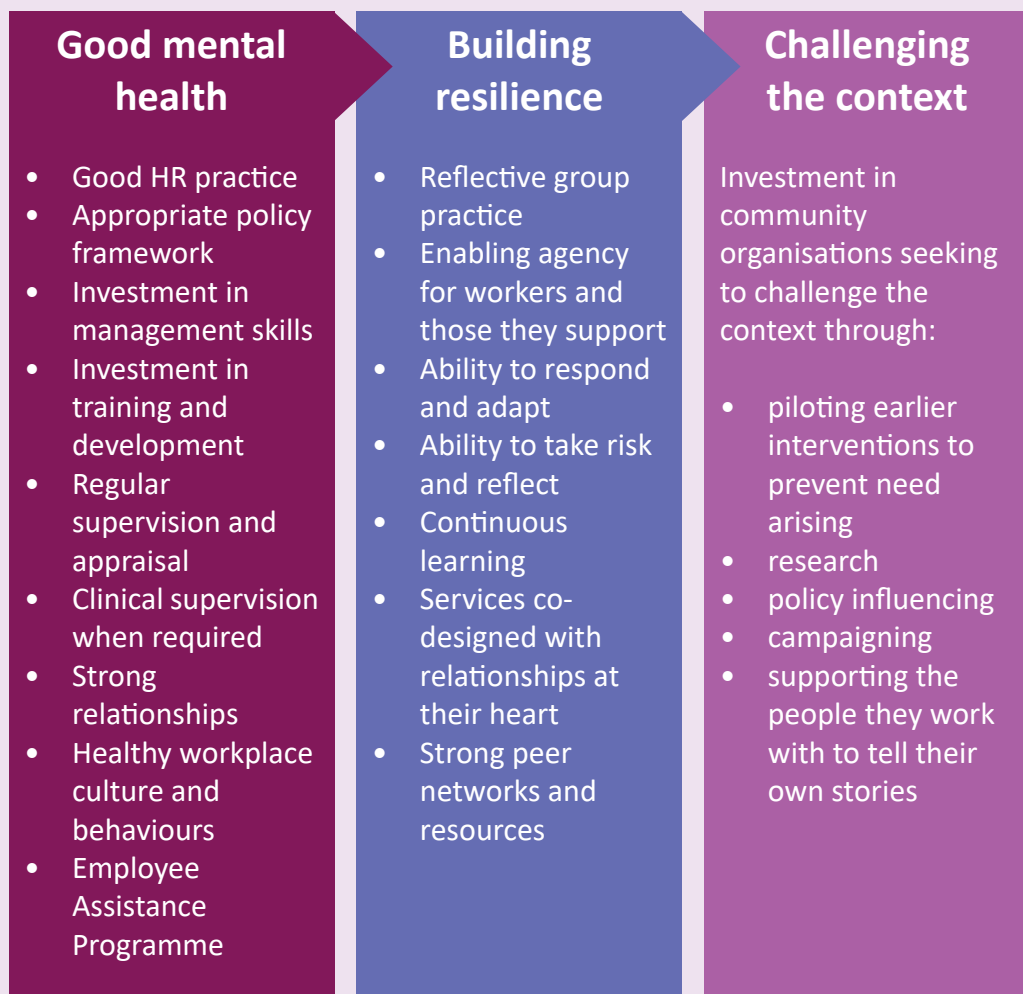 Good mental
health
• Good HR practice
• Appropriate policy
framework
• Investment in
management skills
• Investment in
training and
development
• Regular
supervision and
appraisal
• Clinical supervision
when required
• Strong
relationships
• Healthy workplace
culture and
behaviours
• Employee
Assistance
Programme
Building
resilience
• Reflective group
practice
• Enabling agency
for workers and
those they support
• Ability to respond
and adapt
• Ability to take risk
and reflect
• Continuous
learning
• Services co-
designed with
relationships at
their heart
• Strong peer
networks and
resources
Challenging
the context
Investment in
community
organisations seeking
to challenge the
context through:
• piloting earlier
interventions to
prevent need
arising
• research
• policy influencing
• campaigning
• supporting the
people they work
with to tell their
own stories